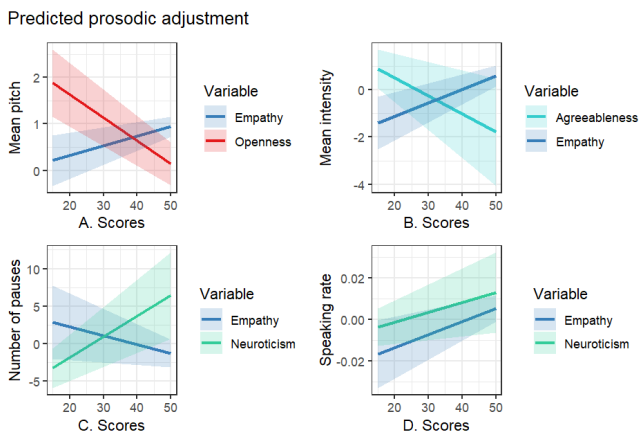 Predicted prosodic adjustment
Mean pitch
2
1
0
20 30 40 50
A. Scores
Variable
Empathy
Openness
Mean intensity
0
-2
-4
20 30 40 50
B. Scores
Variable
Agreeableness
Empathy
Number of pauses
10
5
0
-5
20 30 40 50
C. Scores
Variable
Empathy
Neuroticism
Speaking rate
0.02
0.00
-0.02
20 30 40 50
D. Scores
Variable
Empathy
Neuroticism